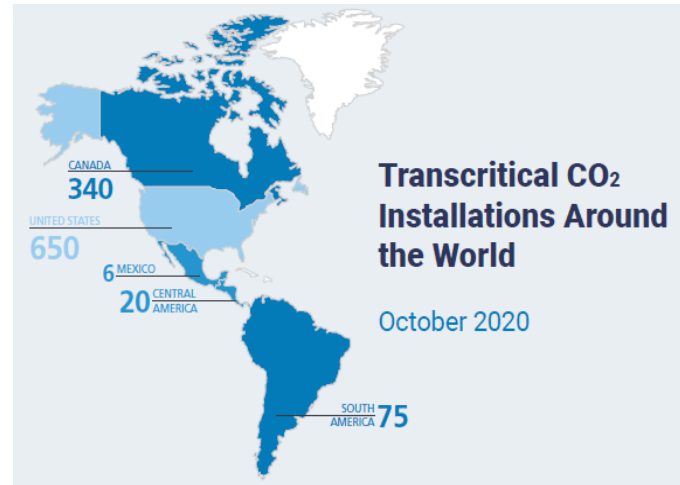 CANADA
340
UNITED STATES
650
6 MEXICO
20 CENTRAL
AMERICA
Transcritical CO₂
Installations Around
the World
October 2020
SOUTH
AMERICA 75